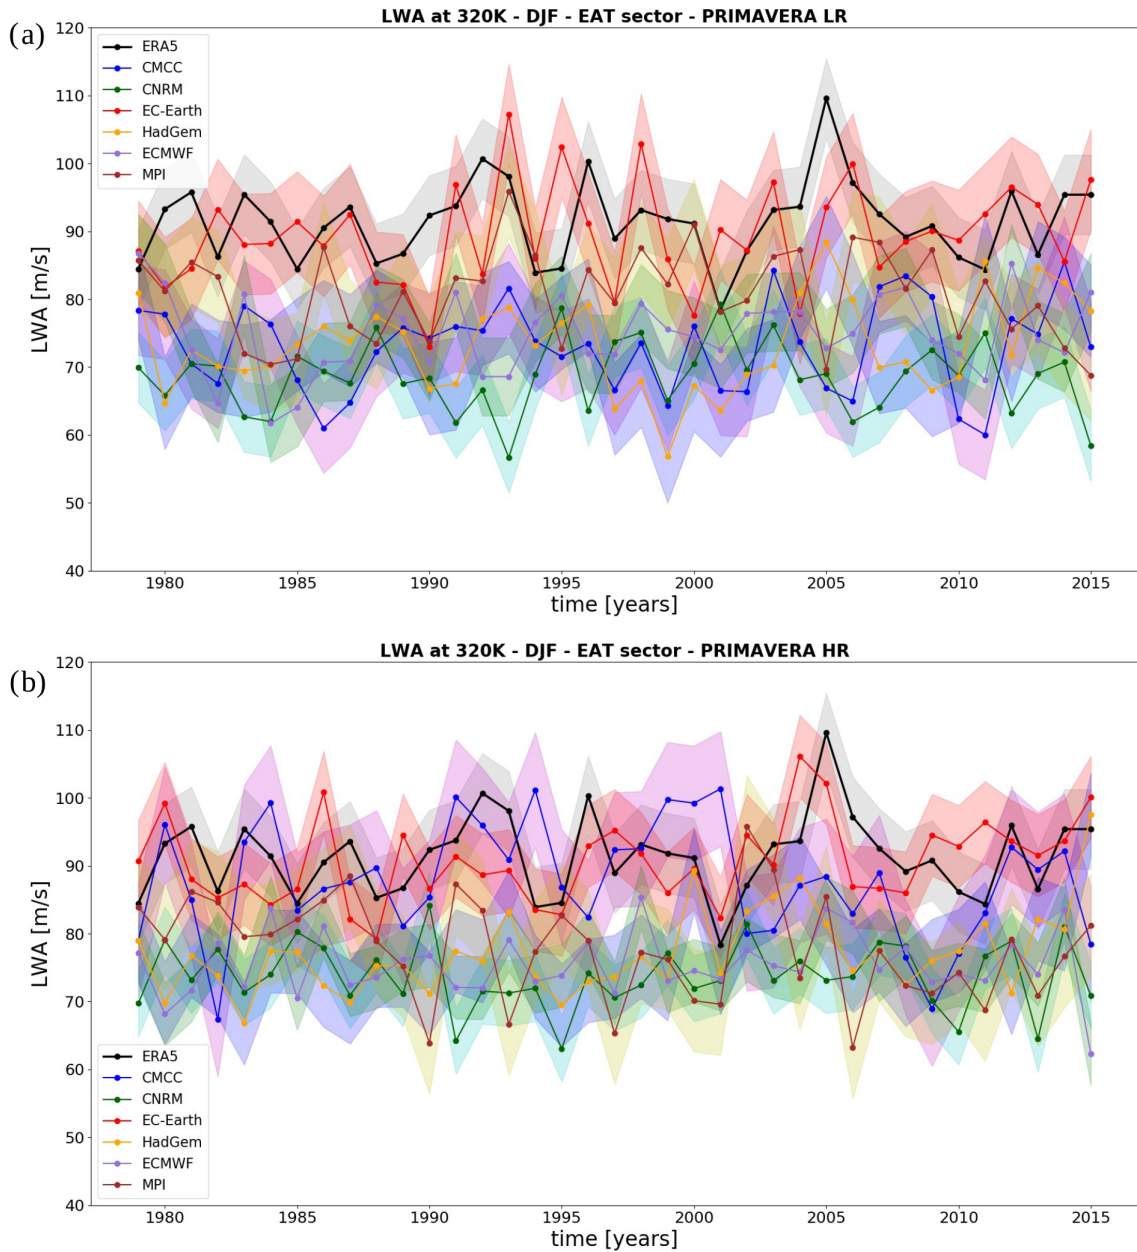 (a)
LWA at 320K - DJF - EAT sector - PRIMAVERA LR
120
110
100
90
80
70
60
50
40
LWA [m/s]
ERA5
CMCC
CNRM
EC-Earth
HadGem
ECMWF
MPI
1980 1985 1990 1995 2000 2005 2010 2015
time [years]
(b)
LWA at 320K - DJF - EAT sector - PRIMAVERA HR
120
110
100
90
80
70
60
50
40
LWA [m/s]
ERA5
CMCC
CNRM
EC-Earth
HadGem
ECMWF
MPI
1980 1985 1990 1995 2000 2005 2010 2015
time [years]